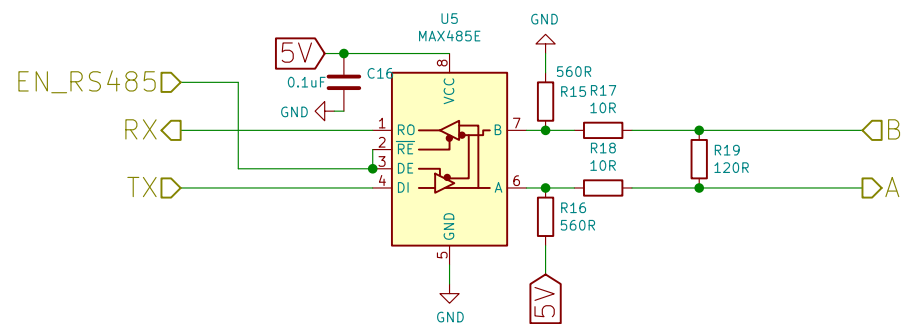 U5
MAX485E
GND
5V
8
C16
0.1uF
VCC
560R
R15
R17
10R
EN_RS485
GND
RX
1
RO
B
7
B
2
RE
R18
10R
R19
120R
3
DE
TX
4
DI
A
6
A
GND
R16
560R
5
5V
GND